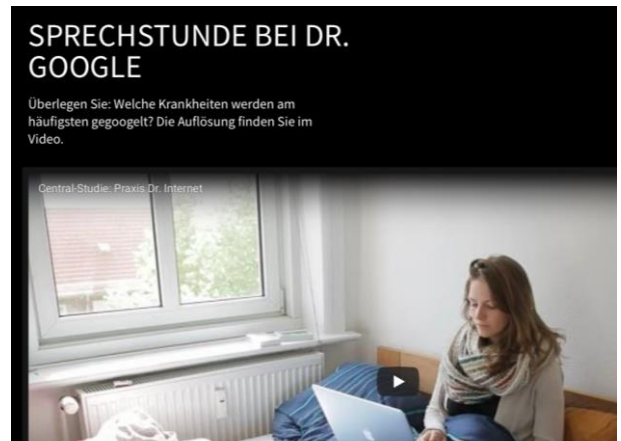 SPRECHSTUNDE BEI DR.
GOOGLE
Überlegen Sie: Welche Krankheiten werden am
häufigsten gegoogelt? Die Auflösung finden Sie im
Video.
Central-Studie: Praxis Dr. Internet